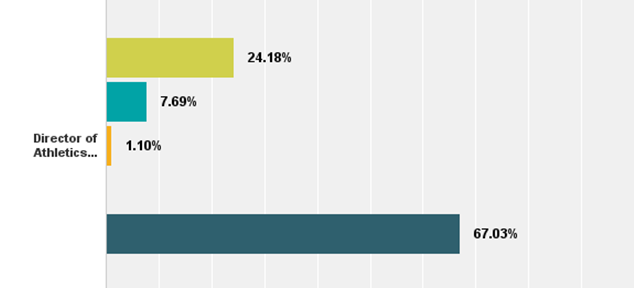 24.18%
7.69%
Director of
Athletics...
1.10%
67.03%